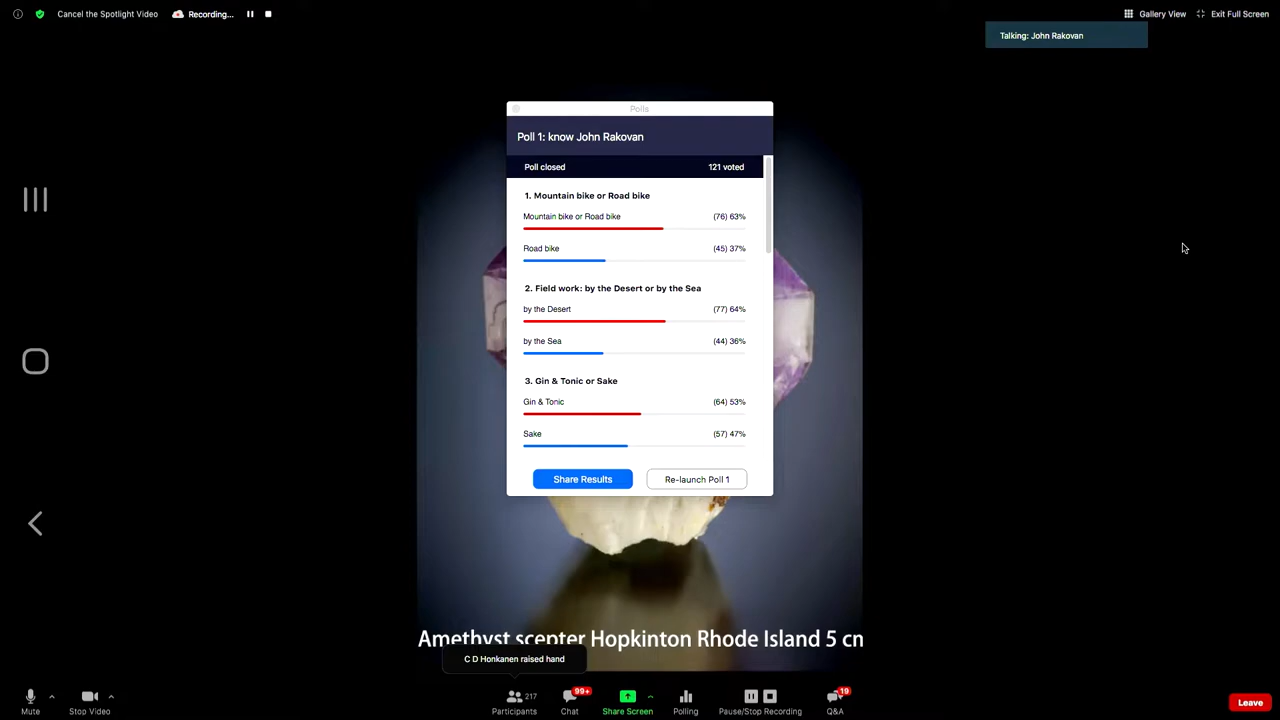 Cancel the Spotlight Video
Recording...
Gallery View
Exit Full Screen
Talking: John Rakovan
Polls
Poll 1: know John Rakovan
Poll closed 121 voted
1. Mountain bike or Road bike
Mountain bike or Road bike (76) 63%
Road bike (45) 37%
2. Field work: by the Desert or by the Sea
by the Desert (77) 64%
by the Sea (44) 36%
3. Gin & Tonic or Sake
Gin & Tonic (64) 53%
Sake (57) 47%
Share Results
Re-launch Poll 1
Amethyst scepter Hopkinton Rhode Island 5 cm
C D Honkanen raised hand
217
99+
19
Mute
Stop Video
Participants
Chat
Share Screen
Polling
Pause/Stop Recording
Q&A
Leave